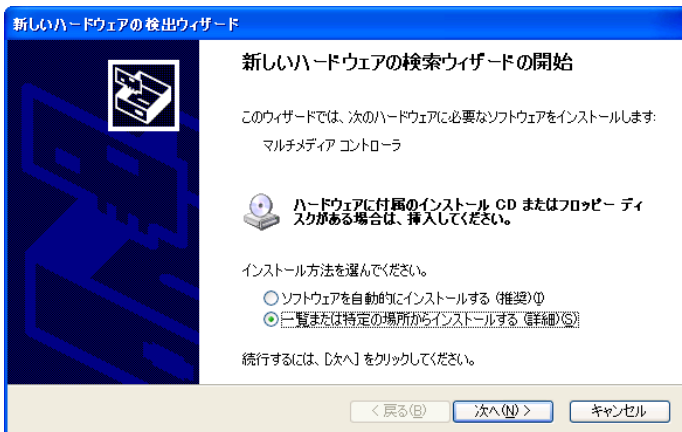 新しいハードウェアの検出ウィザード
新しいハードウェアの検索ウィザードの開始
このウィザードでは、次のハードウェアに必要なソフトウェアをインストールします:
マルチメディア コントローラ
ハードウェアに付属のインストール CD またはフロッピー ディ
スクがある場合は、挿入してください。
インストール方法を選んでください。
ソフトウェアを自動的にインストールする (推奨)(I)
一覧または特定の場所からインストールする (詳細)(S)
続行するには、[次へ] をクリックしてください。
< 戻る(B) 次へ(N) > キャンセル